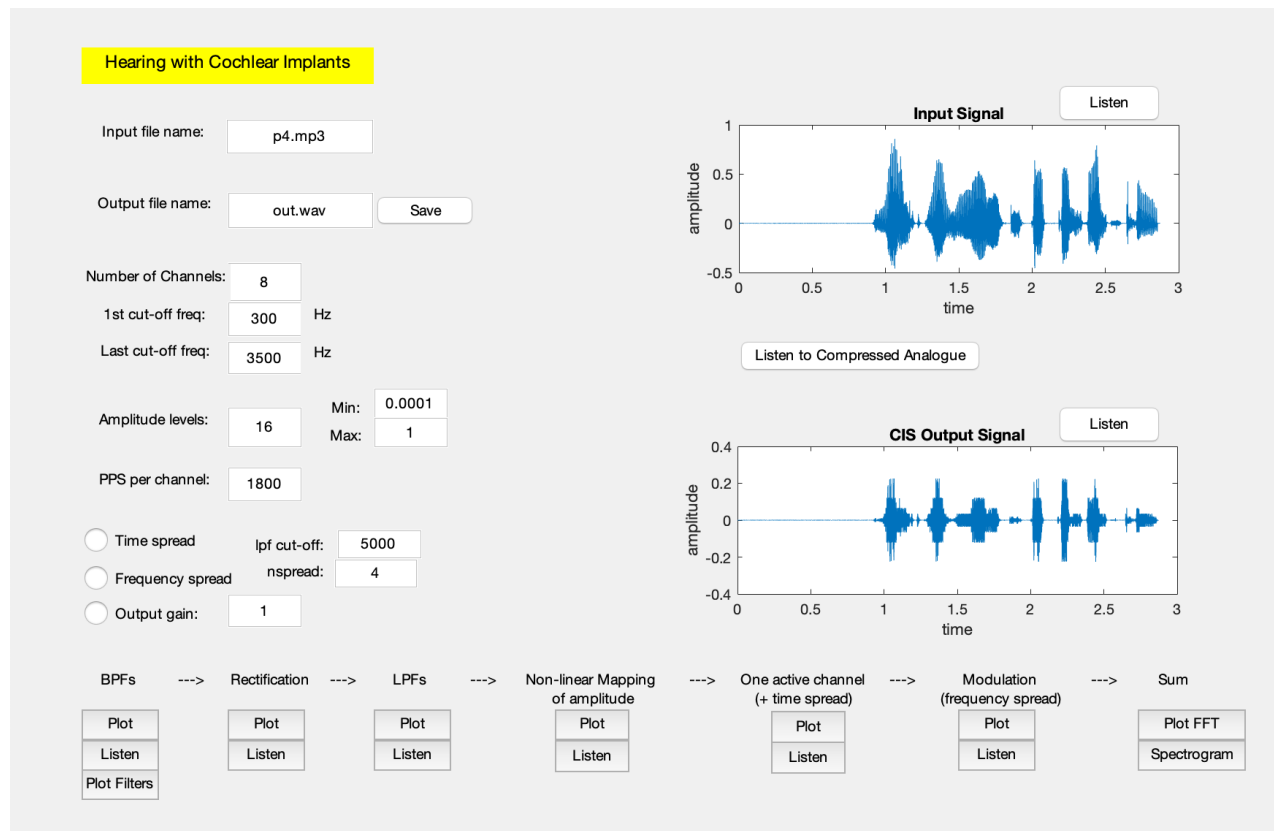 Hearing with Cochlear Implants
Input file name: p4.mp3
Output file name: out.wav Save
Number of Channels: 8
1st cut-off freq: 300 Hz
Last cut-off freq: 3500 Hz
Amplitude levels: 16
Min: 0.0001
Max: 1
PPS per channel: 1800
Time spread
lpf cut-off: 5000
Frequency spread
nspread: 4
Output gain: 1
Listen
Input Signal
amplitude
1
0.5
0
-0.5
0 0.5 1 1.5 2 2.5 3
time
Listen to Compressed Analogue
Listen
CIS Output Signal
amplitude
0.4
0.2
0
-0.2
-0.4
0 0.5 1 1.5 2 2.5 3
time
BPFs ---> Rectification ---> LPFs ---> Non-linear Mapping ---> One active channel ---> Modulation ---> Sum
of amplitude (+ time spread) (frequency spread)
Plot Plot Plot Plot Plot Plot Plot FFT
Listen Listen Listen Listen Listen Listen Spectrogram
Plot Filters